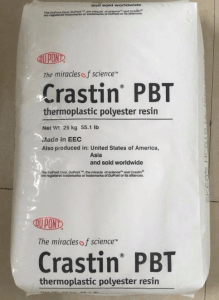 DUPONT
The miracles of science™
Crastin® PBT
thermoplastic polyester resin
Net Wt 25 kg 55.1 lb
Made in EEC
Also produced in: United States of America,
Asia
and sold worldwide
DUPONT
The miracles of science™
Crastin® PBT
thermoplastic polyester resin